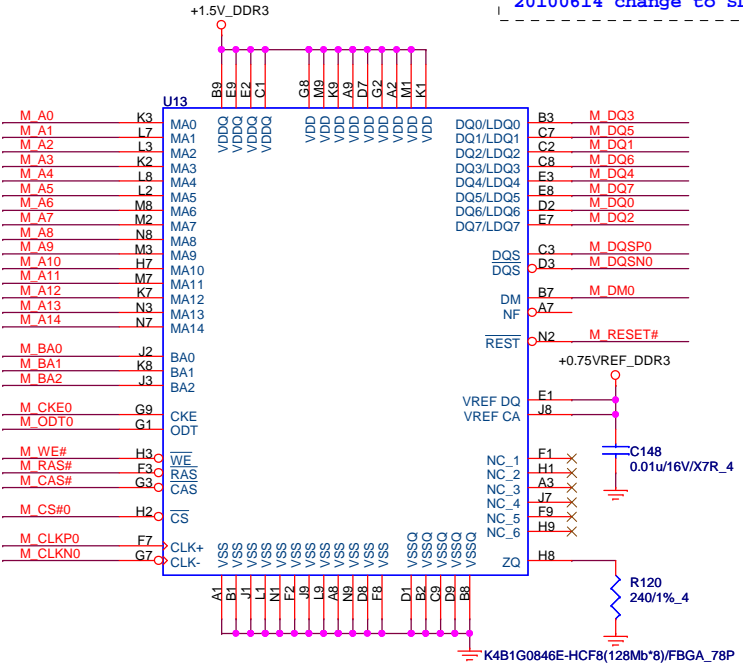 +1.5V_DDR3
20100614 change to
B9 E9 E2 C1 G8 M9 K9 A9 D7 G2 A2 M1 K1
U13
VDDQ VDDQ VDDQ VDDQ VDD VDD VDD VDD VDD VDD VDD VDD VDD
M_A0 K3 MA0
M_A1 L7 MA1
M_A2 L3 MA2
M_A3 K2 MA3
M_A4 L8 MA4
M_A5 L2 MA5
M_A6 M8 MA6
M_A7 M2 MA7
M_A8 N8 MA8
M_A9 M3 MA9
M_A10 H7 MA10
M_A11 M7 MA11
M_A12 K7 MA12
M_A13 N3 MA13
M_A14 N7 MA14
M_BA0 J2 BA0
M_BA1 K8 BA1
M_BA2 J3 BA2
M_CKE0 G9 CKE
M_ODT0 G1 ODT
M_WE# H3 WE
M_RAS# F3 RAS
M_CAS# G3 CAS
M_CS#0 H2 CS
M_CLKP0 F7 CLK+
M_CLKN0 G7 CLK-
DQ0/LDQ0 B3 M_DQ3
DQ1/LDQ1 C7 M_DQ5
DQ2/LDQ2 C2 M_DQ1
DQ3/LDQ3 C8 M_DQ6
DQ4/LDQ4 E3 M_DQ4
DQ5/LDQ5 E8 M_DQ7
DQ6/LDQ6 D2 M_DQ0
DQ7/LDQ7 E7 M_DQ2
DQS C3 M_DQSP0
DQS D3 M_DQSN0
DM B7 M_DM0
NF A7
REST N2 M_RESET#
+0.75VREF_DDR3
VREF DQ E1
VREF CA J8
C148
0.01u/16V/X7R_4
NC_1 F1
NC_2 H1
NC_3 A3
NC_4 J7
NC_5 F9
NC_6 H9
ZQ H8
R120
240/1%_4
VSS VSS VSS VSS VSS VSS VSS VSS VSS VSS VSS VSS VSSQ VSSQ VSSQ VSSQ VSSQ
A1 B1 J1 L1 N1 F2 J9 L9 A8 N9 D8 F8 D1 B2 C9 D9 B8
K4B1G0846E-HCF8(128Mb*8)/FBGA_78P